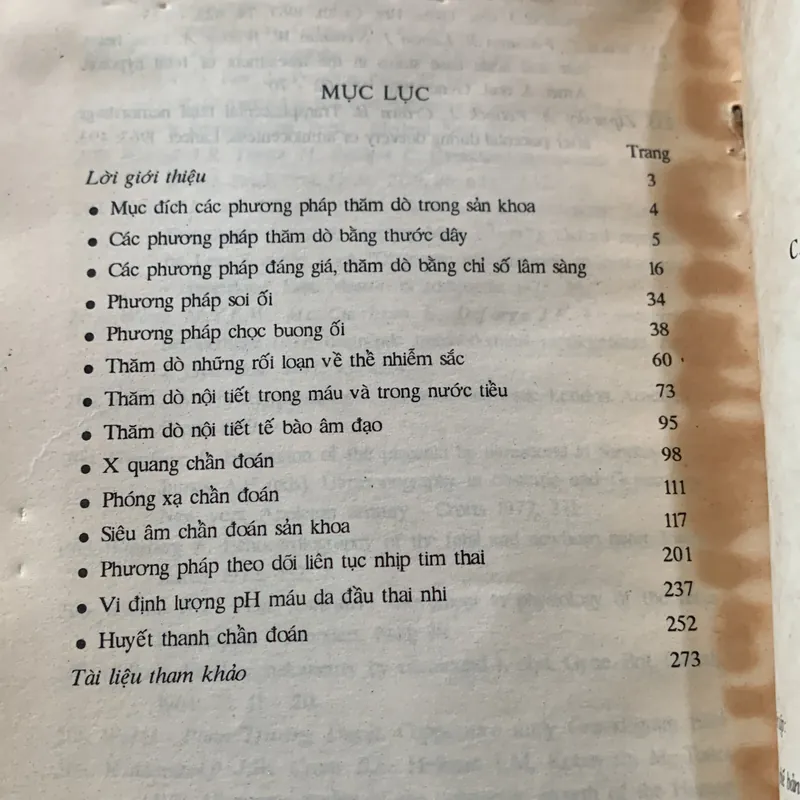 MỤC LỤC
Trang
Lời giới thiệu 3
• Mục đích các phương pháp thăm dò trong sản khoa 4
• Các phương pháp thăm dò bằng thước dây 5
• Các phương pháp đáng giá, thăm dò bằng chỉ số lâm sàng 16
• Phương pháp soi ối 34
• Phương pháp chọc buong ối 38
• Thăm dò những rối loạn về thề nhiễm sắc 60
• Thăm dò nội tiết trong máu và trong nước tiều 73
• Thăm dò nội tiết tế bào âm đạo 95
• X quang chần đoán 98
• Phóng xạ chần đoán 111
• Siêu âm chần đoán sản khoa 117
• Phương pháp theo dõi liên tục nhịp tim thai 201
• Vi định lượng pH máu da đầu thai nhi 237
• Huyết thanh chần đoán 252
Tài liệu tham khảo 273